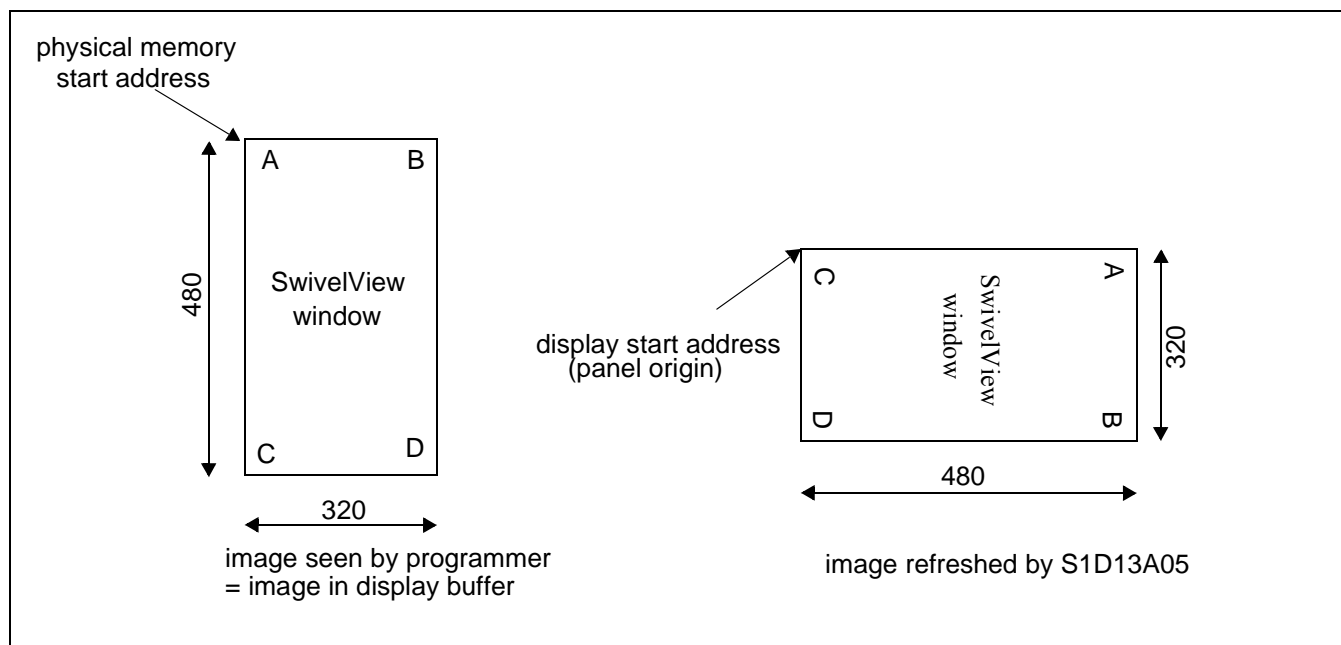 physical memory
start address
A
B
480
SwivelView
window
C
D
320
image seen by programmer
= image in display buffer
display start address
(panel origin)
C
A
SwivelView
window
D
B
320
480
image refreshed by S1D13A05